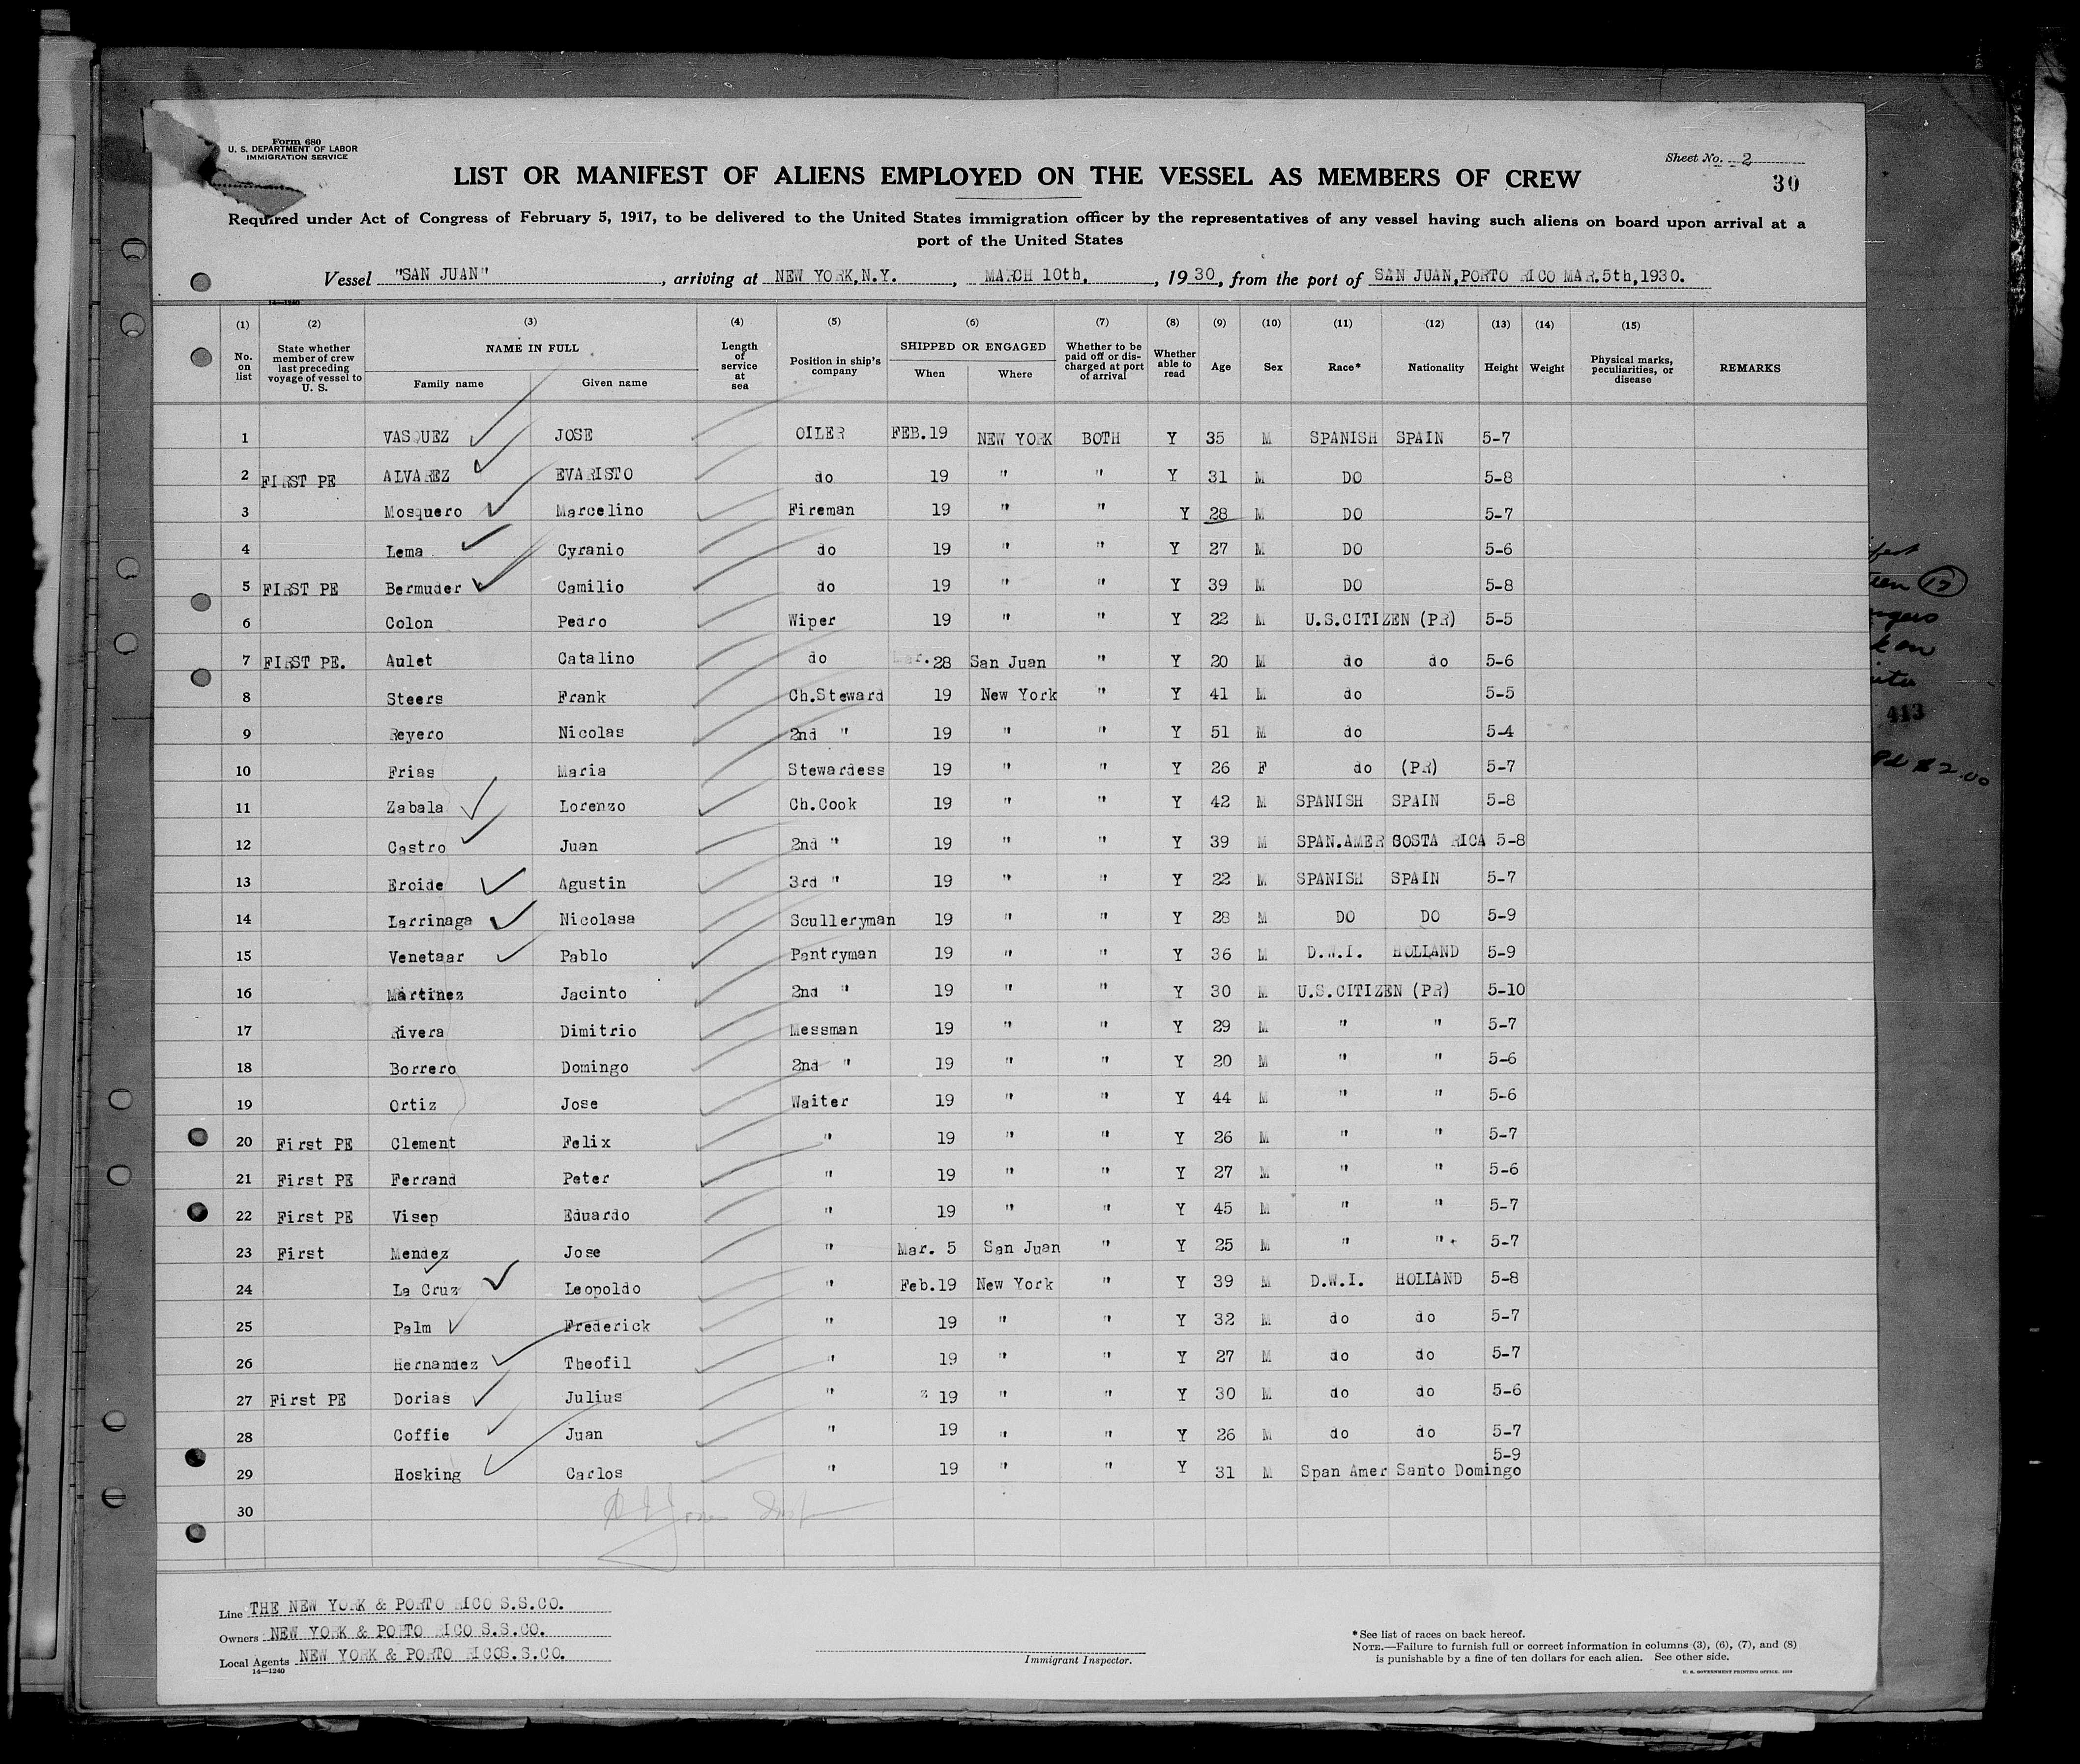 Form 680
U. S. DEPARTMENT OF LABOR
IMMIGRATION SERVICE
Sheet No. 2
30
LIST OR MANIFEST OF ALIENS EMPLOYED ON THE VESSEL AS MEMBERS OF CREW
Required under Act of Congress of February 5, 1917, to be delivered to the United States immigration officer by the representatives of any vessel having such aliens on board upon arrival at a
port of the United States
Vessel "SAN JUAN", arriving at NEW YORK,N.Y., MARCH 10th, 1930, from the port of SAN JUAN,PORTO RICO MAR.5th,1930.
14—1240
(1) (2) (3) (4) (5) (6) (7) (8) (9) (10) (11) (12) (13) (14) (15)
No. on list State whether member of crew last preceding voyage of vessel to U. S. NAME IN FULL Family name Given name Length of service at sea Position in ship's company SHIPPED OR ENGAGED When Where Whether to be paid off or discharged at port of arrival Whether able to read Age Sex Race* Nationality Height Weight Physical marks, peculiarities, or disease REMARKS
1 VASQUEZ JOSE OILER FEB.19 NEW YORK BOTH Y 35 M SPANISH SPAIN 5-7
2 FIRST PE ALVAREZ EVARISTO do 19 " " Y 31 M DO 5-8
3 Mosquero Marcelino Fireman 19 " " Y 28 M DO 5-7
4 Lema Cyranio do 19 " " Y 27 M DO 5-6
5 FIRST PE Bermuder Camilio do 19 " " Y 39 M DO 5-8
6 Colon Pedro Wiper 19 " " Y 22 M U.S.CITIZEN (PR) 5-5
7 FIRST PE. Aulet Catalino do Mar.28 San Juan " Y 20 M do do 5-6
8 Steers Frank Ch.Steward 19 New York " Y 41 M do 5-5
9 Reyero Nicolas 2nd " 19 " " Y 51 M do 5-4
10 Frias Maria Stewardess 19 " " Y 26 F do (PR) 5-7
11 Zabala Lorenzo Ch.Cook 19 " " Y 42 M SPANISH SPAIN 5-8
12 Castro Juan 2nd " 19 " " Y 39 M SPAN.AMER COSTA RICA 5-8
13 Eroide Agustin 3rd " 19 " " Y 22 M SPANISH SPAIN 5-7
14 Larrinaga Nicolasa Sculleryman 19 " " Y 28 M DO DO 5-9
15 Venetaar Pablo Pantryman 19 " " Y 36 M D.W.I. HOLLAND 5-9
16 Martinez Jacinto 2nd " 19 " " Y 30 M U.S.CITIZEN (PR) 5-10
17 Rivera Dimitrio Messman 19 " " Y 29 M " " 5-7
18 Borrero Domingo 2nd " 19 " " Y 20 M " " 5-6
19 Ortiz Jose Waiter 19 " " Y 44 M " " 5-6
20 First PE Clement Felix " 19 " " Y 26 M " " 5-7
21 First PE Ferrand Peter " 19 " " Y 27 M " " 5-6
22 First PE Visep Eduardo " 19 " " Y 45 M " " 5-7
23 First Mendez Jose " Mar. 5 San Juan " Y 25 M " " 5-7
24 La Cruz Leopoldo " Feb.19 New York " Y 39 M D.W.I. HOLLAND 5-8
25 Palm Frederick " 19 " " Y 32 M do do 5-7
26 Hernandez Theofil " 19 " " Y 27 M do do 5-7
27 First PE Dorias Julius " 19 " " Y 30 M do do 5-6
28 Coffie Juan " 19 " " Y 26 M do do 5-7
29 Hosking Carlos " 19 " " Y 31 M Span Amer Santo Domingo 5-9
30
Line THE NEW YORK & PORTO RICO S.S.CO.
Owners NEW YORK & PORTO RICO S.S.CO.
Local Agents NEW YORK & PORTO RICOS.S.CO.
14—1240
Immigrant Inspector.
*See list of races on back hereof.
NOTE.—Failure to furnish full or correct information in columns (3), (6), (7), and (8)
is punishable by a fine of ten dollars for each alien. See other side.
U. S. GOVERNMENT PRINTING OFFICE: 1929
413